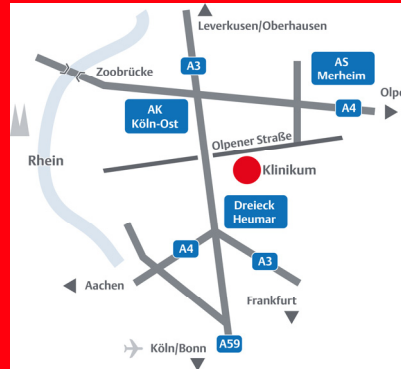 Leverkusen/Oberhausen
Zoobrücke
A3
AS
Merheim
Olpe
A4
AK
Köln-Ost
Olpener Straße
Rhein
Klinikum
Dreieck
Heumar
A4
A3
Aachen
Frankfurt
Köln/Bonn
A59